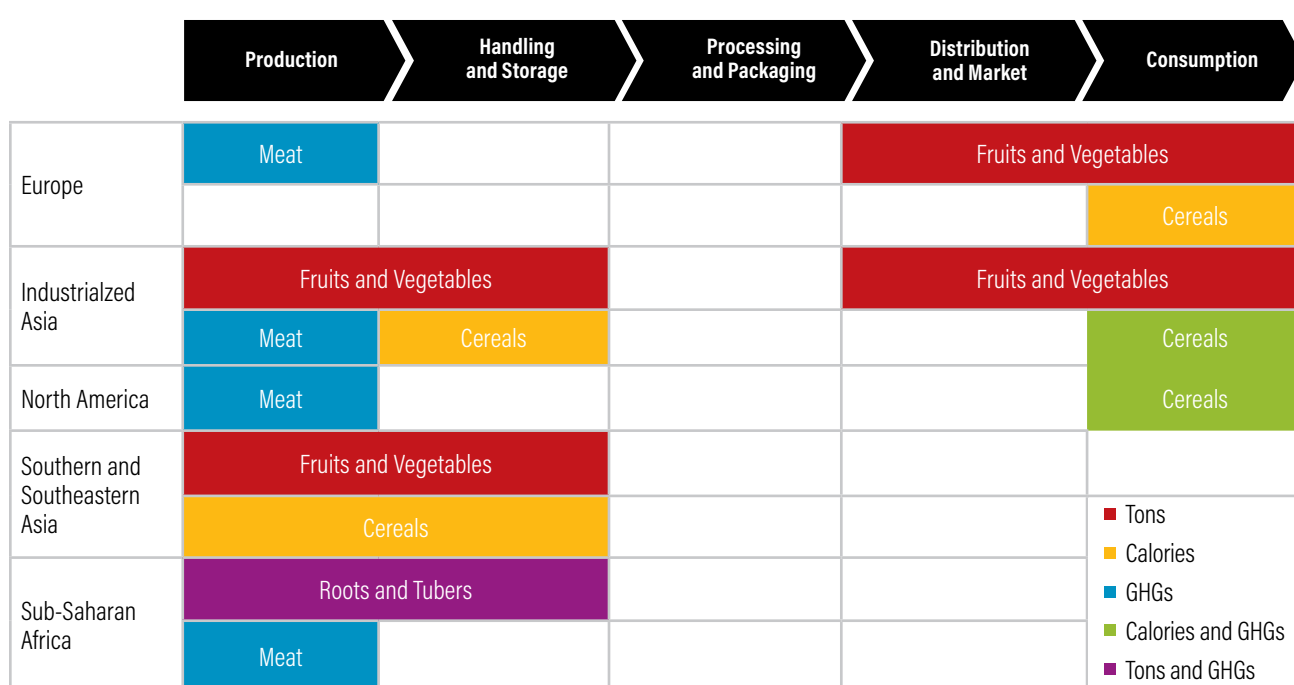 Production
Handling
and Storage
Processing
and Packaging
Distribution
and Market
Consumption
Europe
Meat
Fruits and Vegetables
Cereals
Industrialzed
Asia
Fruits and Vegetables
Fruits and Vegetables
Meat
Cereals
Cereals
North America
Meat
Cereals
Southern and
Southeastern
Asia
Fruits and Vegetables
Cereals
Sub-Saharan
Africa
Roots and Tubers
Meat
Tons
Calories
GHGs
Calories and GHGs
Tons and GHGs